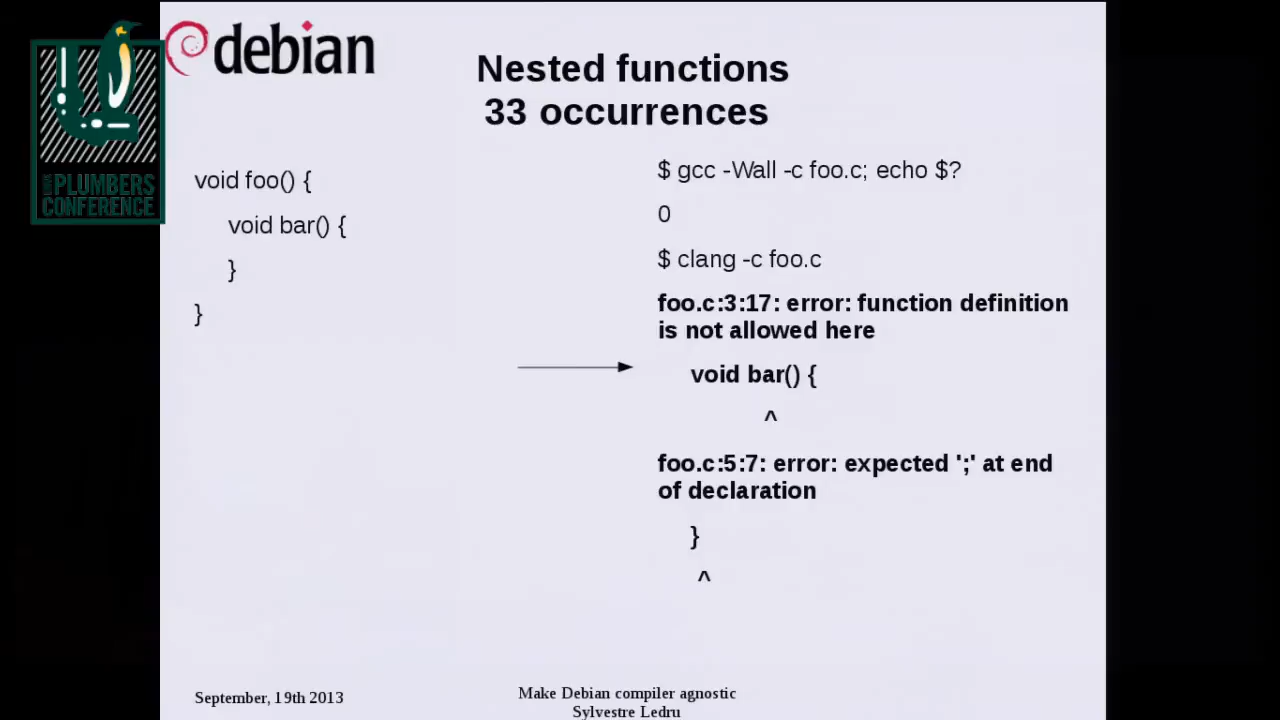 debian
LINUX
PLUMBERS
CONFERENCE
Nested functions
33 occurrences
void foo() {
void bar() {
}
}
$ gcc -Wall -c foo.c; echo $?
0
$ clang -c foo.c
foo.c:3:17: error: function definition
is not allowed here
void bar() {
^
foo.c:5:7: error: expected ';' at end
of declaration
}
^
September, 19th 2013
Make Debian compiler agnostic
Sylvestre Ledru